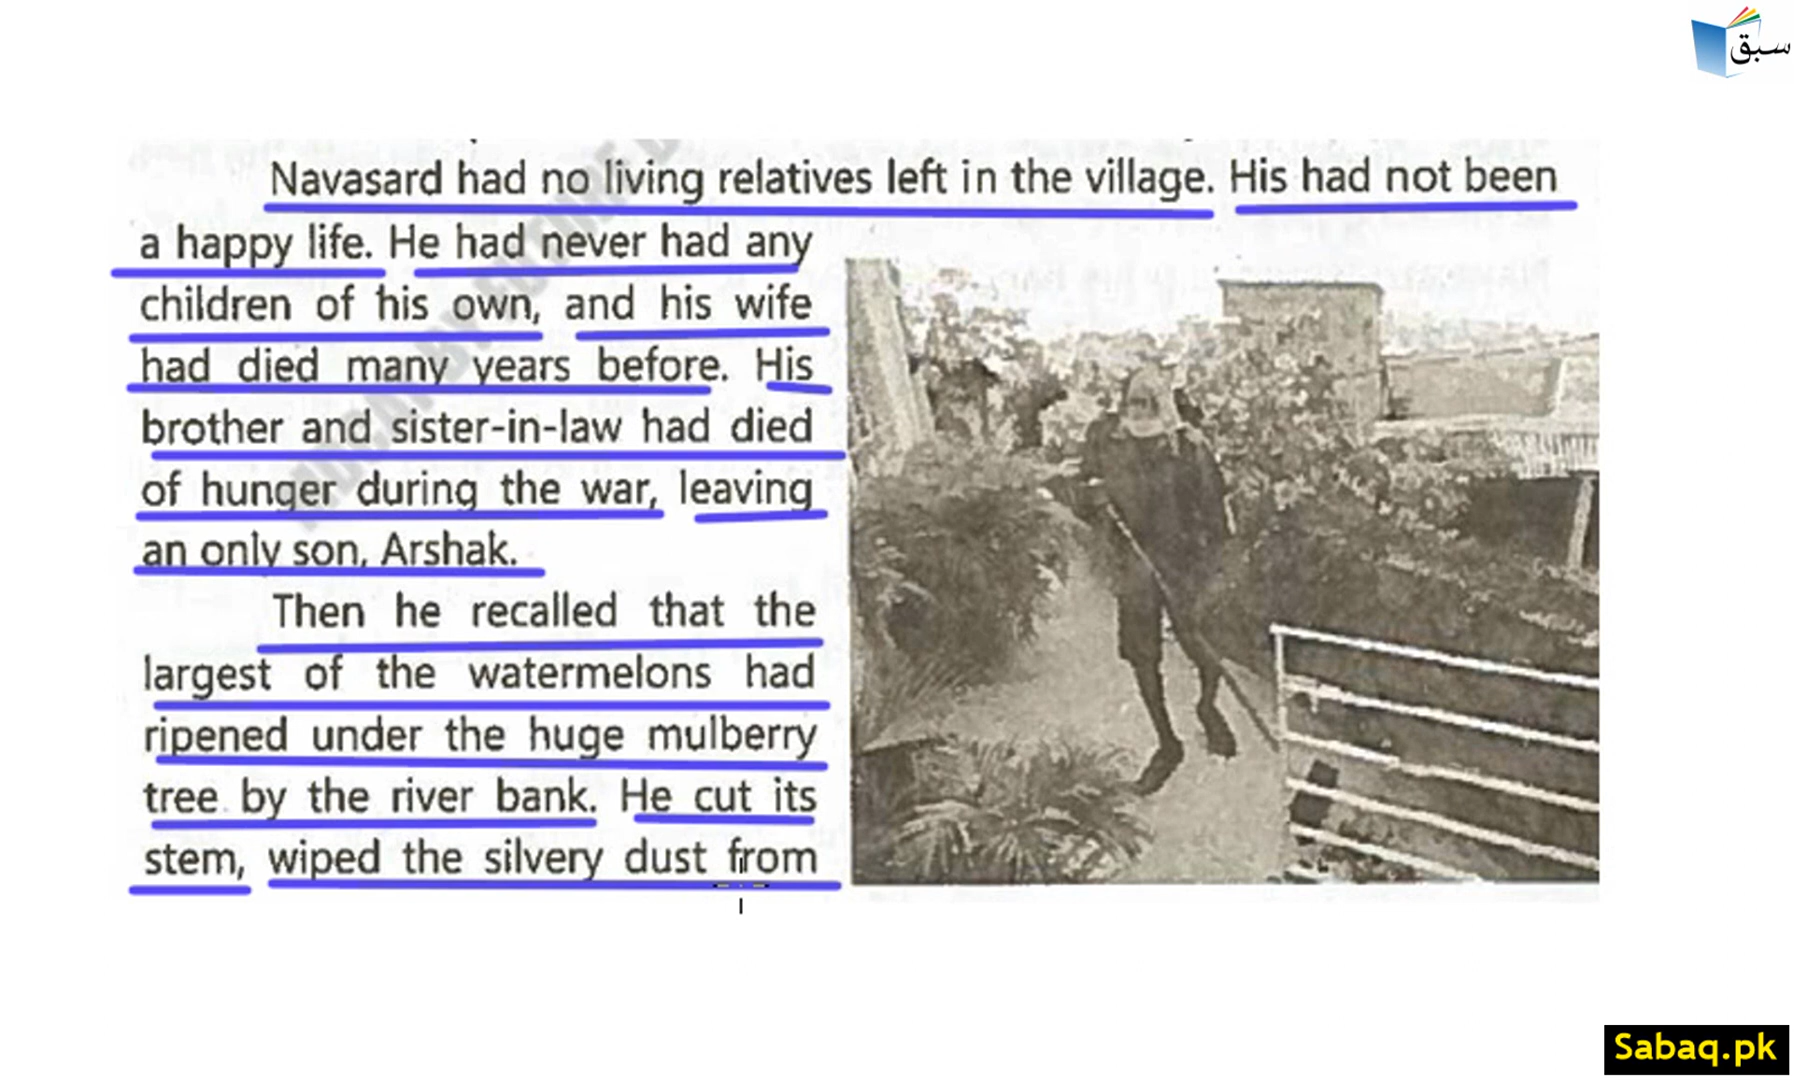 سبق
Navasard had no living relatives left in the village. His had not been
a happy life. He had never had any
children of his own, and his wife
had died many years before. His
brother and sister-in-law had died
of hunger during the war, leaving
an only son, Arshak.
Then he recalled that the
largest of the watermelons had
ripened under the huge mulberry
tree by the river bank. He cut its
stem, wiped the silvery dust from
Sabaq.pk